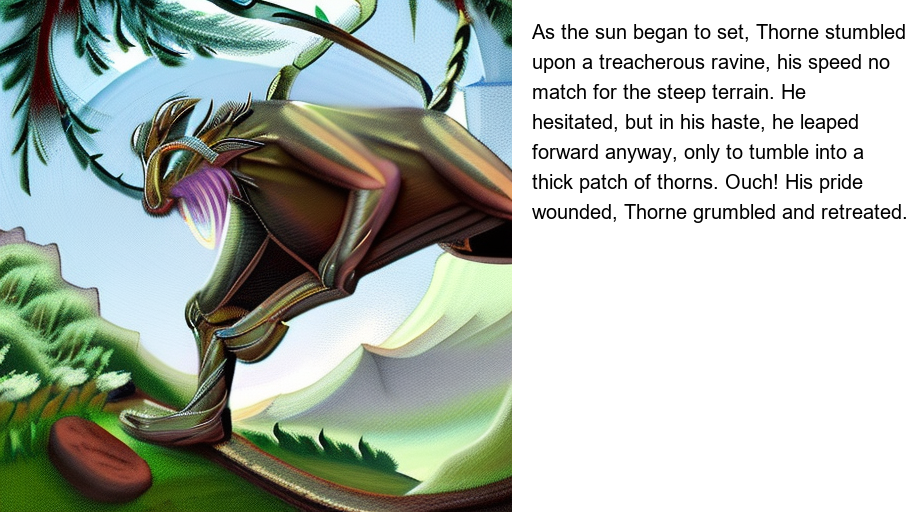 As the sun began to set, Thorne stumbled
upon a treacherous ravine, his speed no
match for the steep terrain. He
hesitated, but in his haste, he leaped
forward anyway, only to tumble into a
thick patch of thorns. Ouch! His pride
wounded, Thorne grumbled and retreated.